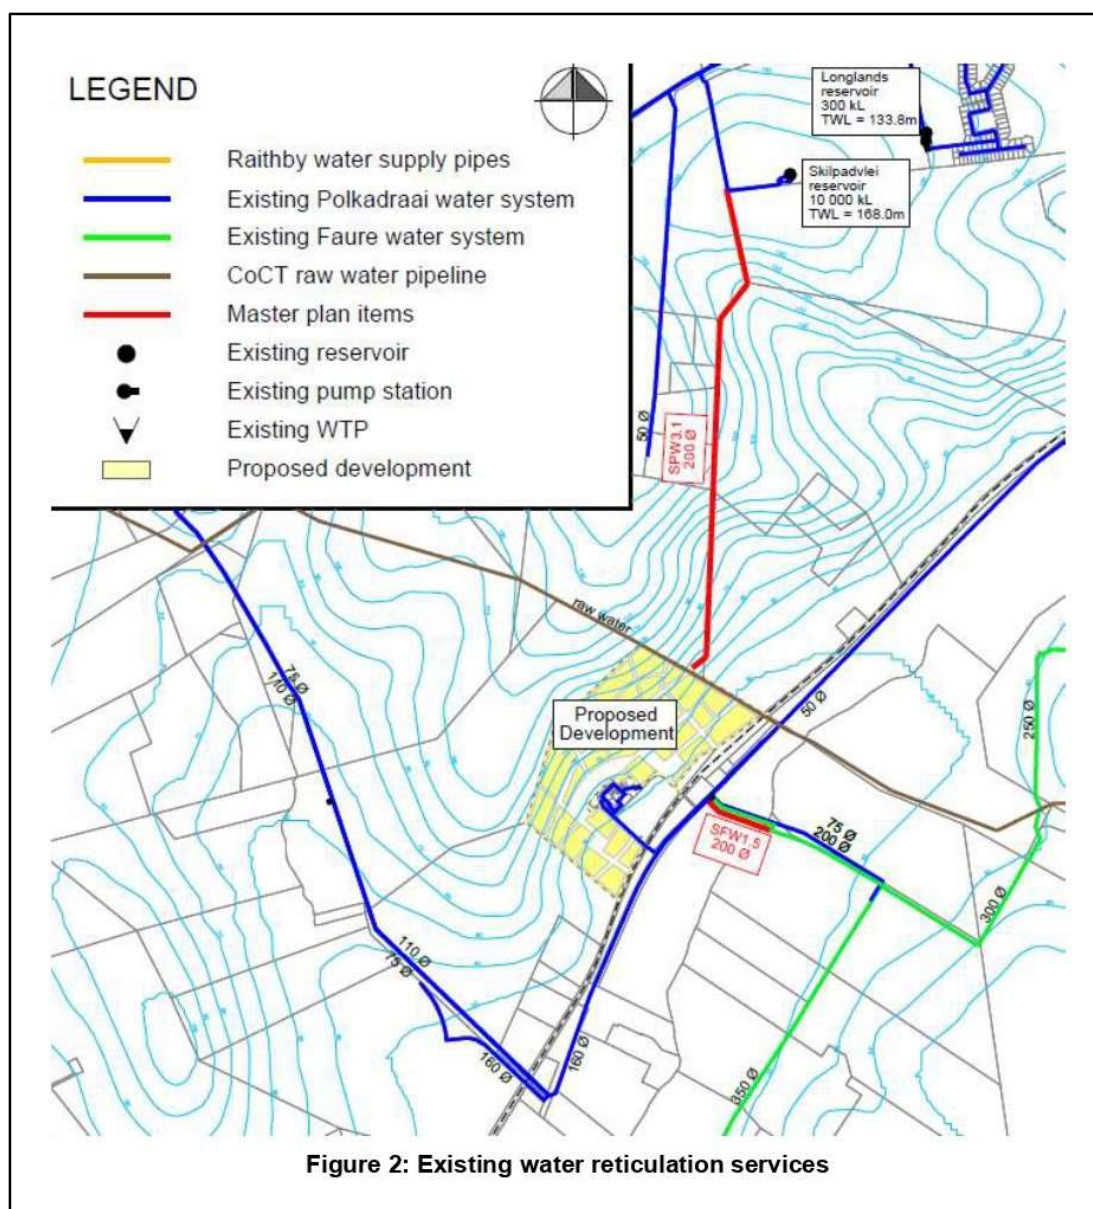 LEGEND
Raithby water supply pipes
Existing Polkadraai water system
Existing Faure water system
CoCT raw water pipeline
Master plan items
Existing reservoir
Existing pump station
Existing WTP
Proposed development
Longlands
reservoir
300 kL
TWL = 133.8m
Skilpadvlei
reservoir
10 000 kL
TWL = 168.0m
50 Ø
SPW3.1
200 Ø
raw water
75 Ø
110 Ø
Proposed
Development
50 Ø
250 Ø
75 Ø
200 Ø
SFW1.5
200 Ø
300 Ø
110 Ø
75 Ø
160 Ø
160 Ø
350 Ø
Figure 2: Existing water reticulation services